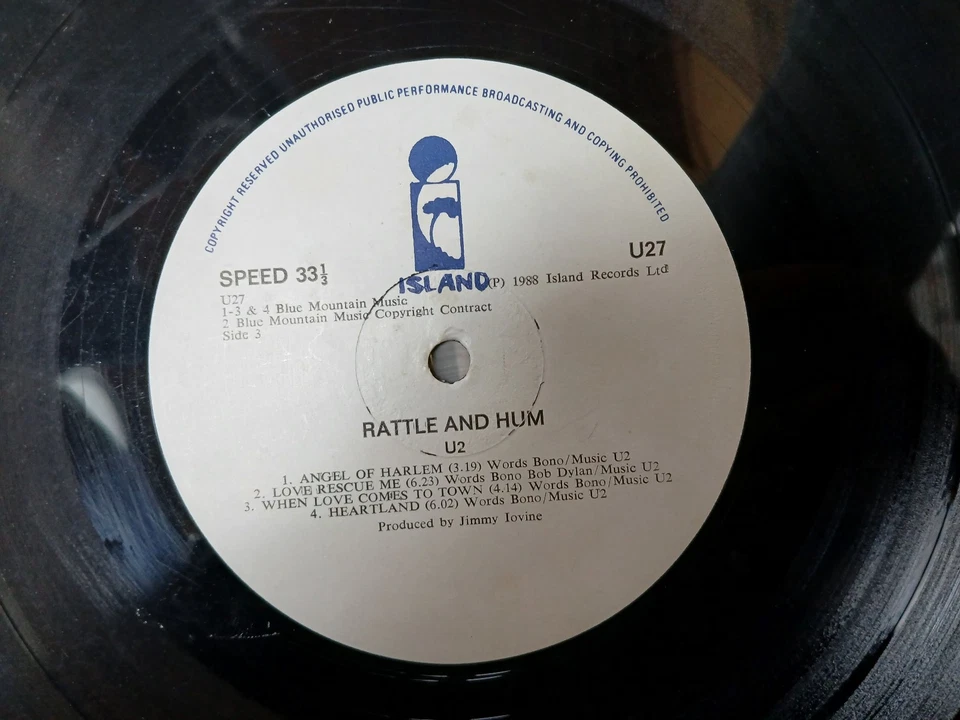 COPYRIGHT RESERVED UNAUTHORISED PUBLIC PERFORMANCE BROADCASTING AND COPYING PROHIBITED
ISLAND
SPEED 33⅓
U27
(P) 1988 Island Records Ltd
U27
1-3 & 4 Blue Mountain Music
2 Blue Mountain Music Copyright Contract
Side 3
RATTLE AND HUM
U2
1. ANGEL OF HARLEM (3.19) Words Bono/Music U2
2. LOVE RESCUE ME (6.23) Words Bono Bob Dylan/Music U2
3. WHEN LOVE COMES TO TOWN (4.14) Words Bono/Music U2
4. HEARTLAND (6.02) Words Bono/Music U2
Produced by Jimmy Iovine